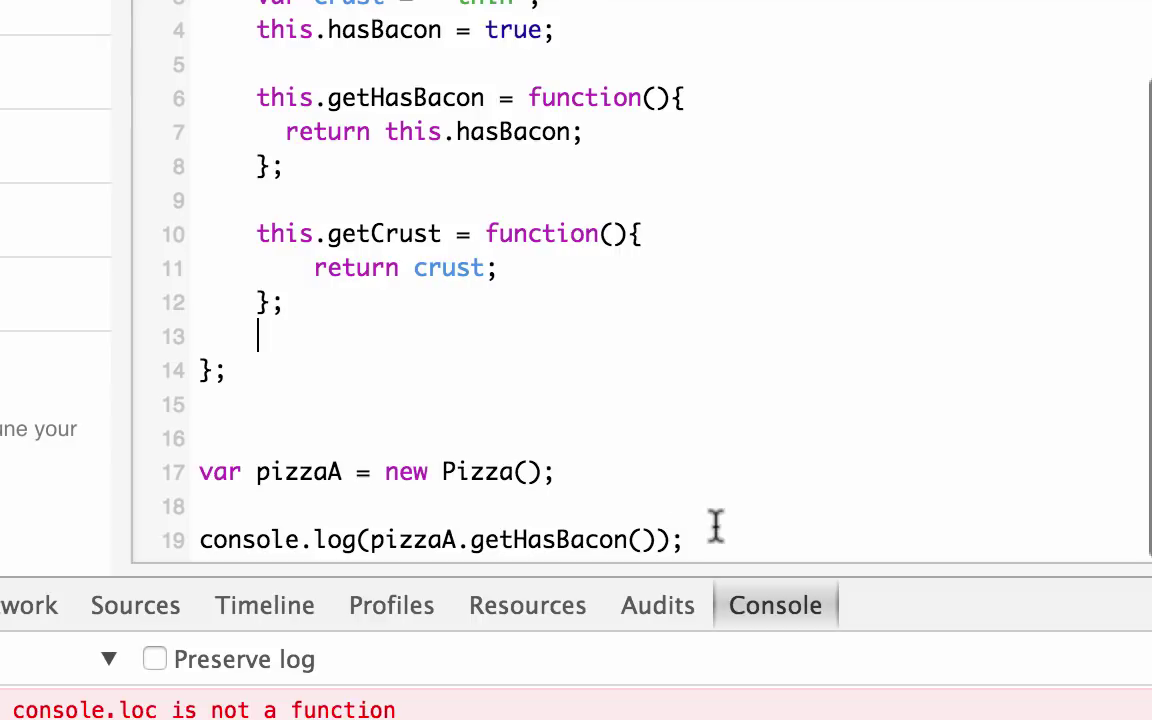 3 var crust = "thin";
4 this.hasBacon = true;
5
6 this.getHasBacon = function(){
7 return this.hasBacon;
8 };
9
10 this.getCrust = function(){
11 return crust;
12 };
13
14 };
15
une your
16
17 var pizzaA = new Pizza();
18
19 console.log(pizzaA.getHasBacon());
work Sources Timeline Profiles Resources Audits Console
▼ Preserve log
console.loc is not a function